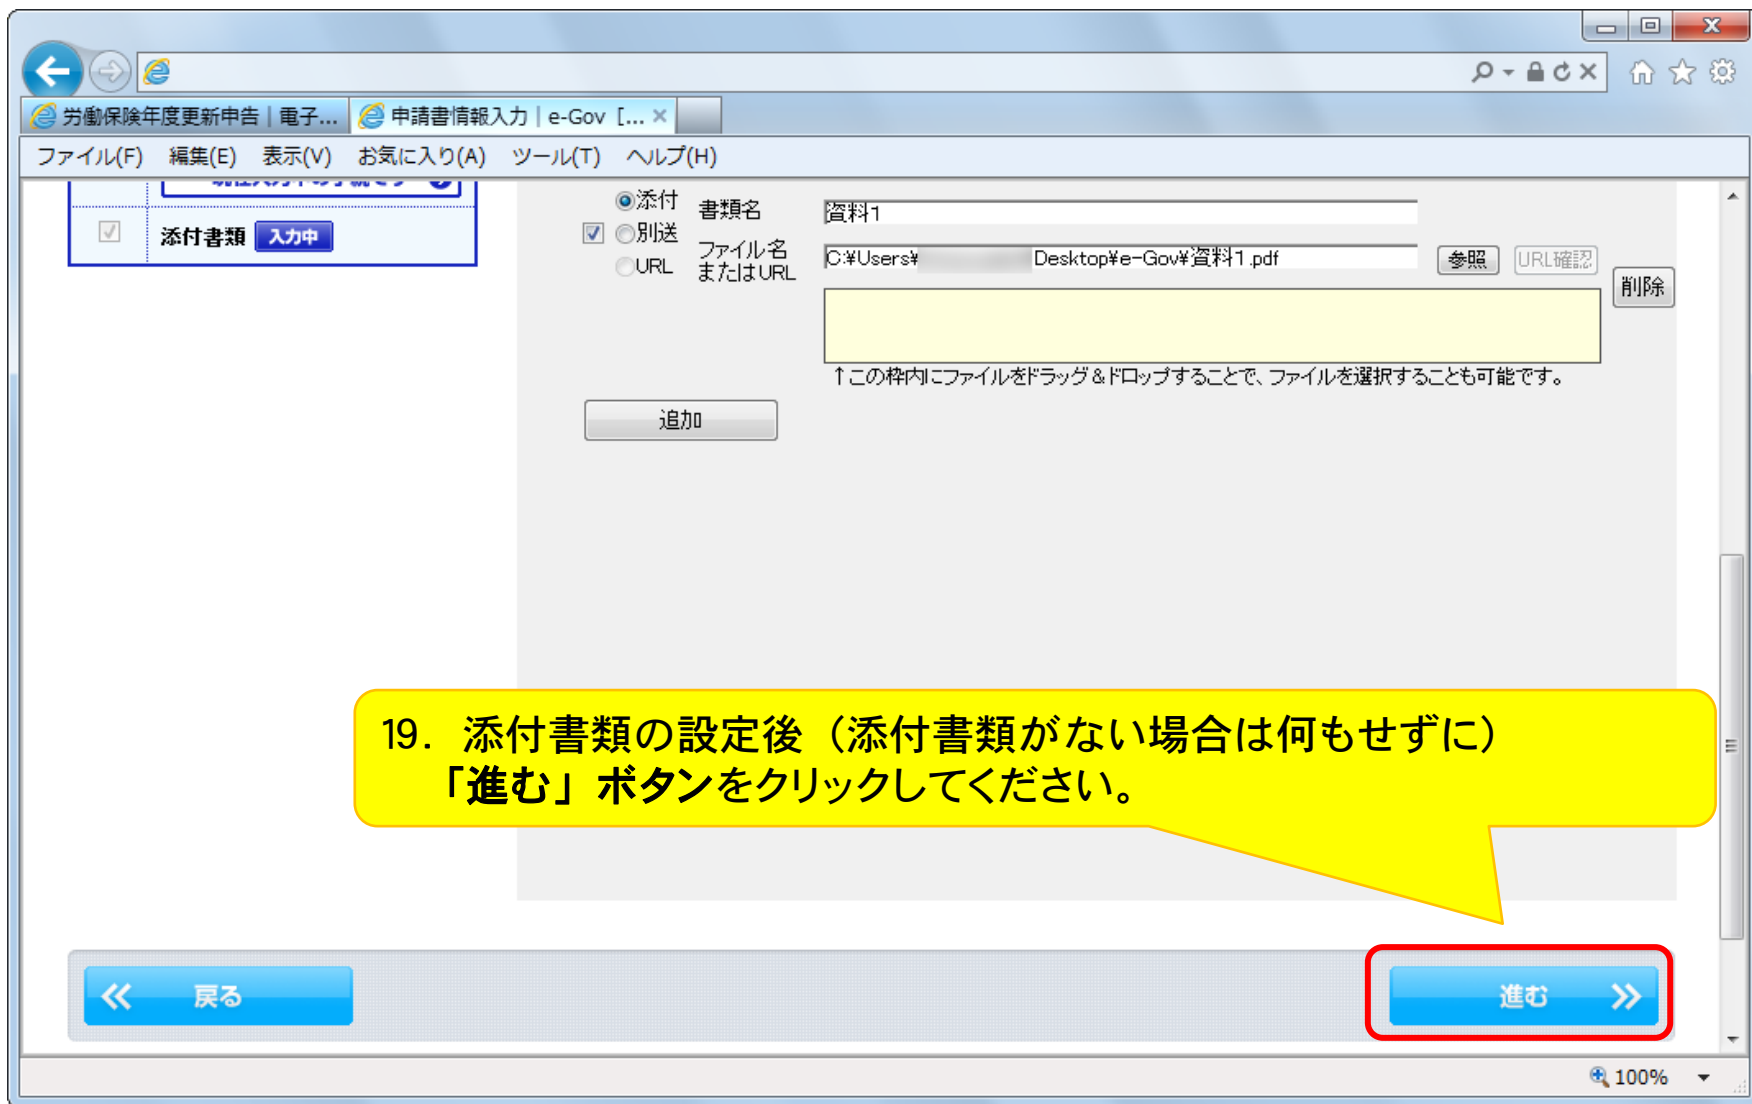 労働保険年度更新申告 | 電子...
申請書情報入力 | e-Gov [...
ファイル(F) 編集(E) 表示(V) お気に入り(A) ツール(T) ヘルプ(H)
添付書類 入力中
添付
別送
URL
書類名
資料1
ファイル名
またはURL
C:¥Users¥ Desktop¥e-Gov¥資料1.pdf
参照
URL確認
削除
↑この枠内にファイルをドラッグ&ドロップすることで、ファイルを選択することも可能です。
追加
19. 添付書類の設定後（添付書類がない場合は何もせずに）
「進む」ボタンをクリックしてください。
戻る
進む
100%